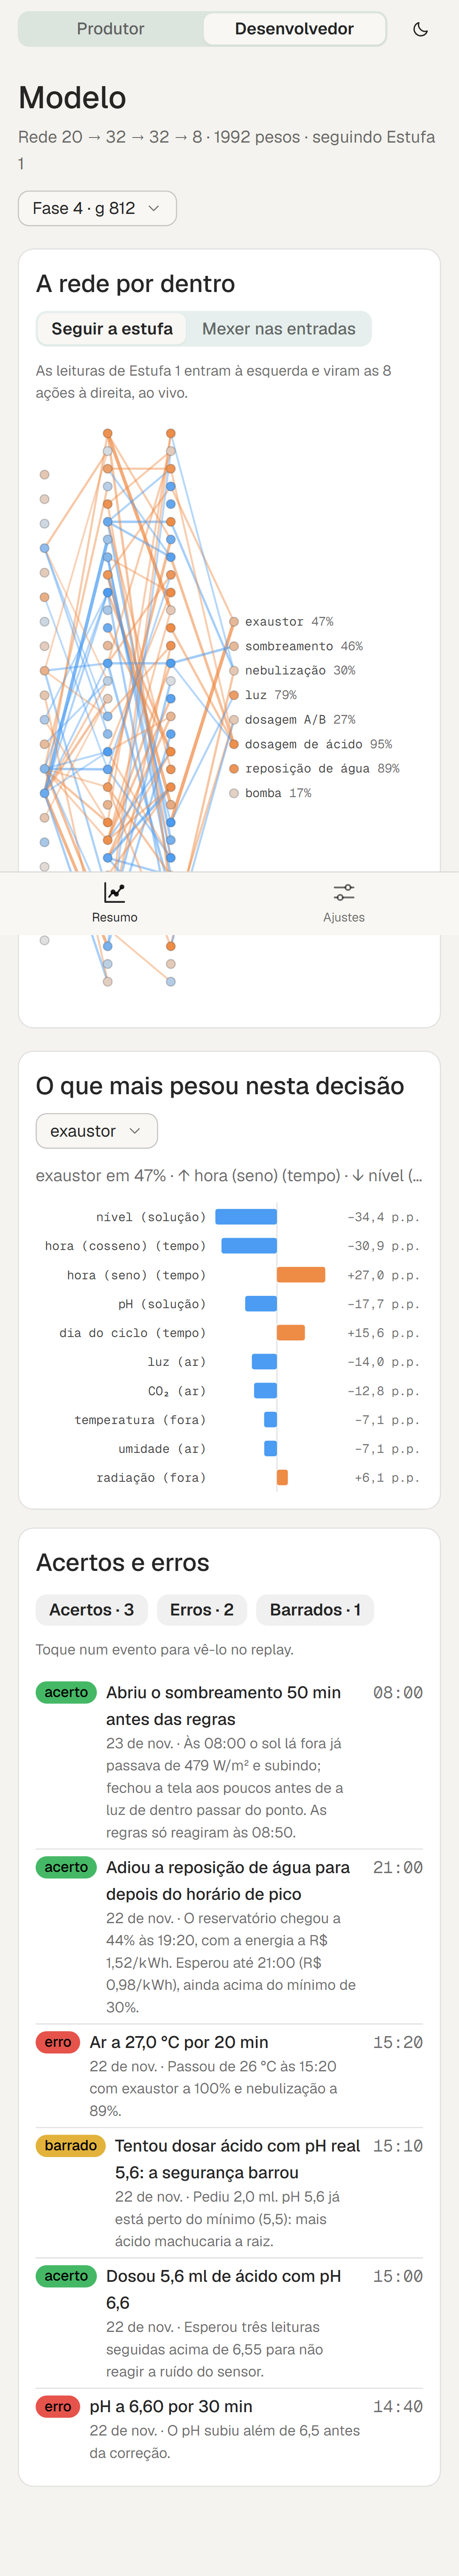 Produtor
Desenvolvedor
Modelo
Rede 20 → 32 → 32 → 8 · 1992 pesos · seguindo Estufa
1
Fase 4 · g 812
A rede por dentro
Seguir a estufa
Mexer nas entradas
As leituras de Estufa 1 entram à esquerda e viram as 8
ações à direita, ao vivo.
exaustor 47%
sombreamento 46%
nebulização 30%
luz 79%
dosagem A/B 27%
dosagem de ácido 95%
reposição de água 89%
bomba 17%
Resumo
Ajustes
O que mais pesou nesta decisão
exaustor
exaustor em 47% · ↑ hora (seno) (tempo) · ↓ nível (…
nível (solução) −34,4 p.p.
hora (cosseno) (tempo) −30,9 p.p.
hora (seno) (tempo) +27,0 p.p.
pH (solução) −17,7 p.p.
dia do ciclo (tempo) +15,6 p.p.
luz (ar) −14,0 p.p.
CO₂ (ar) −12,8 p.p.
temperatura (fora) −7,1 p.p.
umidade (ar) −7,1 p.p.
radiação (fora) +6,1 p.p.
Acertos e erros
Acertos · 3
Erros · 2
Barrados · 1
Toque num evento para vê-lo no replay.
acerto Abriu o sombreamento 50 min 08:00
antes das regras
23 de nov. · Às 08:00 o sol lá fora já
passava de 479 W/m² e subindo;
fechou a tela aos poucos antes de a
luz de dentro passar do ponto. As
regras só reagiram às 08:50.
acerto Adiou a reposição de água para 21:00
depois do horário de pico
22 de nov. · O reservatório chegou a
44% às 19:20, com a energia a R$
1,52/kWh. Esperou até 21:00 (R$
0,98/kWh), ainda acima do mínimo de
30%.
erro Ar a 27,0 °C por 20 min 15:20
22 de nov. · Passou de 26 °C às 15:20
com exaustor a 100% e nebulização a
89%.
barrado Tentou dosar ácido com pH real 15:10
5,6: a segurança barrou
22 de nov. · Pediu 2,0 ml. pH 5,6 já
está perto do mínimo (5,5): mais
ácido machucaria a raiz.
acerto Dosou 5,6 ml de ácido com pH 15:00
6,6
22 de nov. · Esperou três leituras
seguidas acima de 6,55 para não
reagir a ruído do sensor.
erro pH a 6,60 por 30 min 14:40
22 de nov. · O pH subiu além de 6,5 antes
da correção.